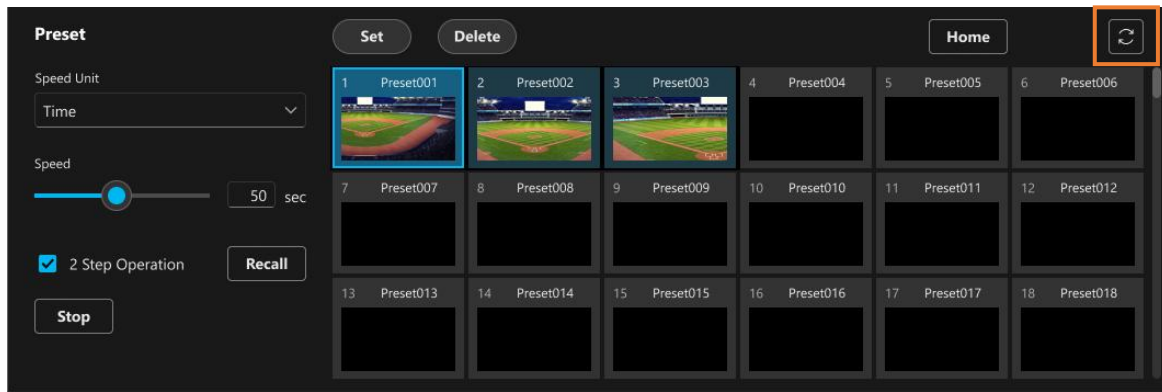 Preset
Set
Delete
Home
Speed Unit
Time
Speed
50 sec
2 Step Operation
Recall
Stop
1 Preset001
2 Preset002
3 Preset003
4 Preset004
5 Preset005
6 Preset006
7 Preset007
8 Preset008
9 Preset009
10 Preset010
11 Preset011
12 Preset012
13 Preset013
14 Preset014
15 Preset015
16 Preset016
17 Preset017
18 Preset018